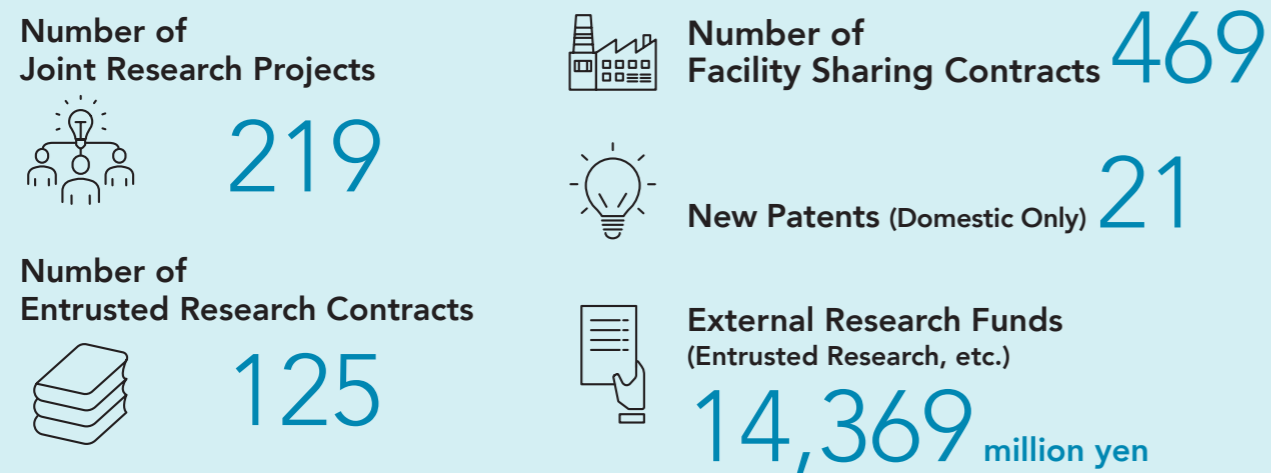 Number of
Joint Research Projects
219
Number of
Entrusted Research Contracts
125
Number of
Facility Sharing Contracts 469
New Patents (Domestic Only) 21
External Research Funds
(Entrusted Research, etc.)
14,369 million yen